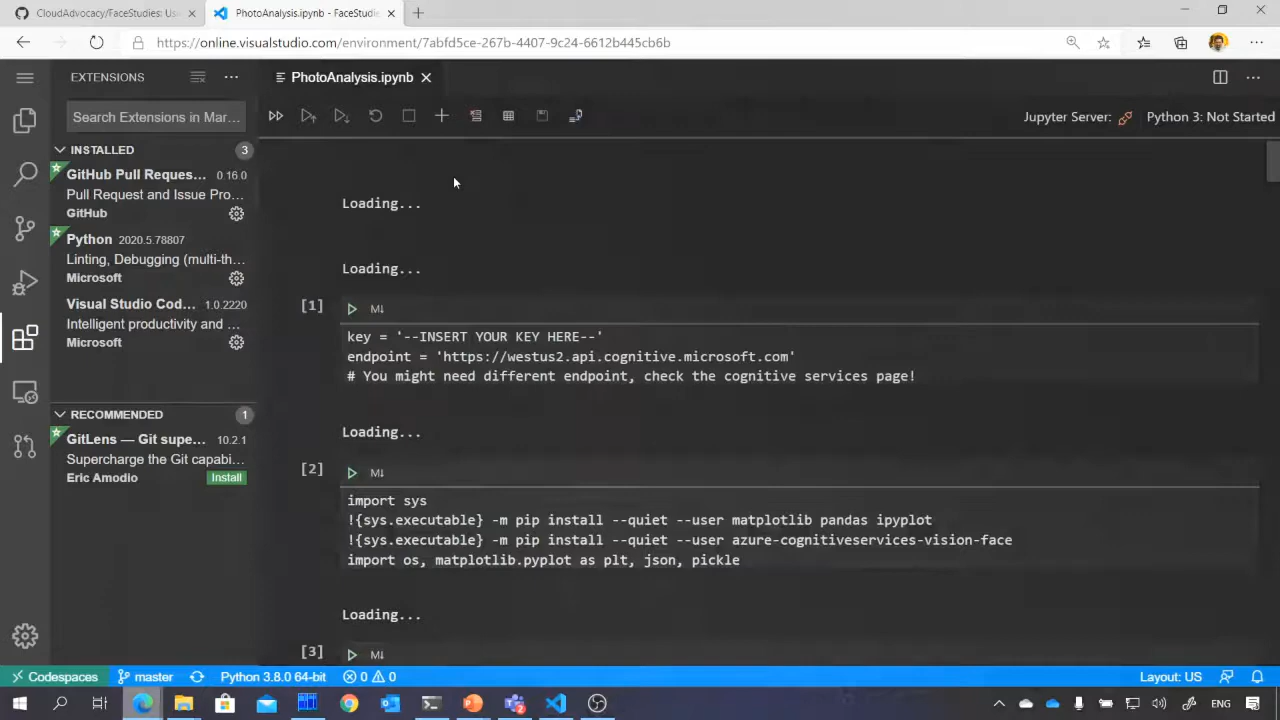 CloudAdvocacy/FaceStudies: Use
PhotoAnalysis.ipynb - FaceStudie
https://online.visualstudio.com/environment/7abfd5ce-267b-4407-9c24-6612b445cb6b
EXTENSIONS
PhotoAnalysis.ipynb
Search Extensions in Mar...
Jupyter Server:
Python 3: Not Started
INSTALLED
3
GitHub Pull Reques... 0.16.0
Pull Request and Issue Pro...
GitHub
Python 2020.5.78807
Linting, Debugging (multi-th...
Microsoft
Visual Studio Cod... 1.0.2220
Intelligent productivity and ...
Microsoft
RECOMMENDED
1
GitLens — Git supe... 10.2.1
Supercharge the Git capabi...
Eric Amodio
Install
Loading...
Loading...
[1]
M↓
key = '--INSERT YOUR KEY HERE--'
endpoint = 'https://westus2.api.cognitive.microsoft.com'
# You might need different endpoint, check the cognitive services page!
Loading...
[2]
M↓
import sys
!{sys.executable} -m pip install --quiet --user matplotlib pandas ipyplot
!{sys.executable} -m pip install --quiet --user azure-cognitiveservices-vision-face
import os, matplotlib.pyplot as plt, json, pickle
Loading...
[3]
M↓
Codespaces
master
Python 3.8.0 64-bit
0
0
Layout: US
ENG